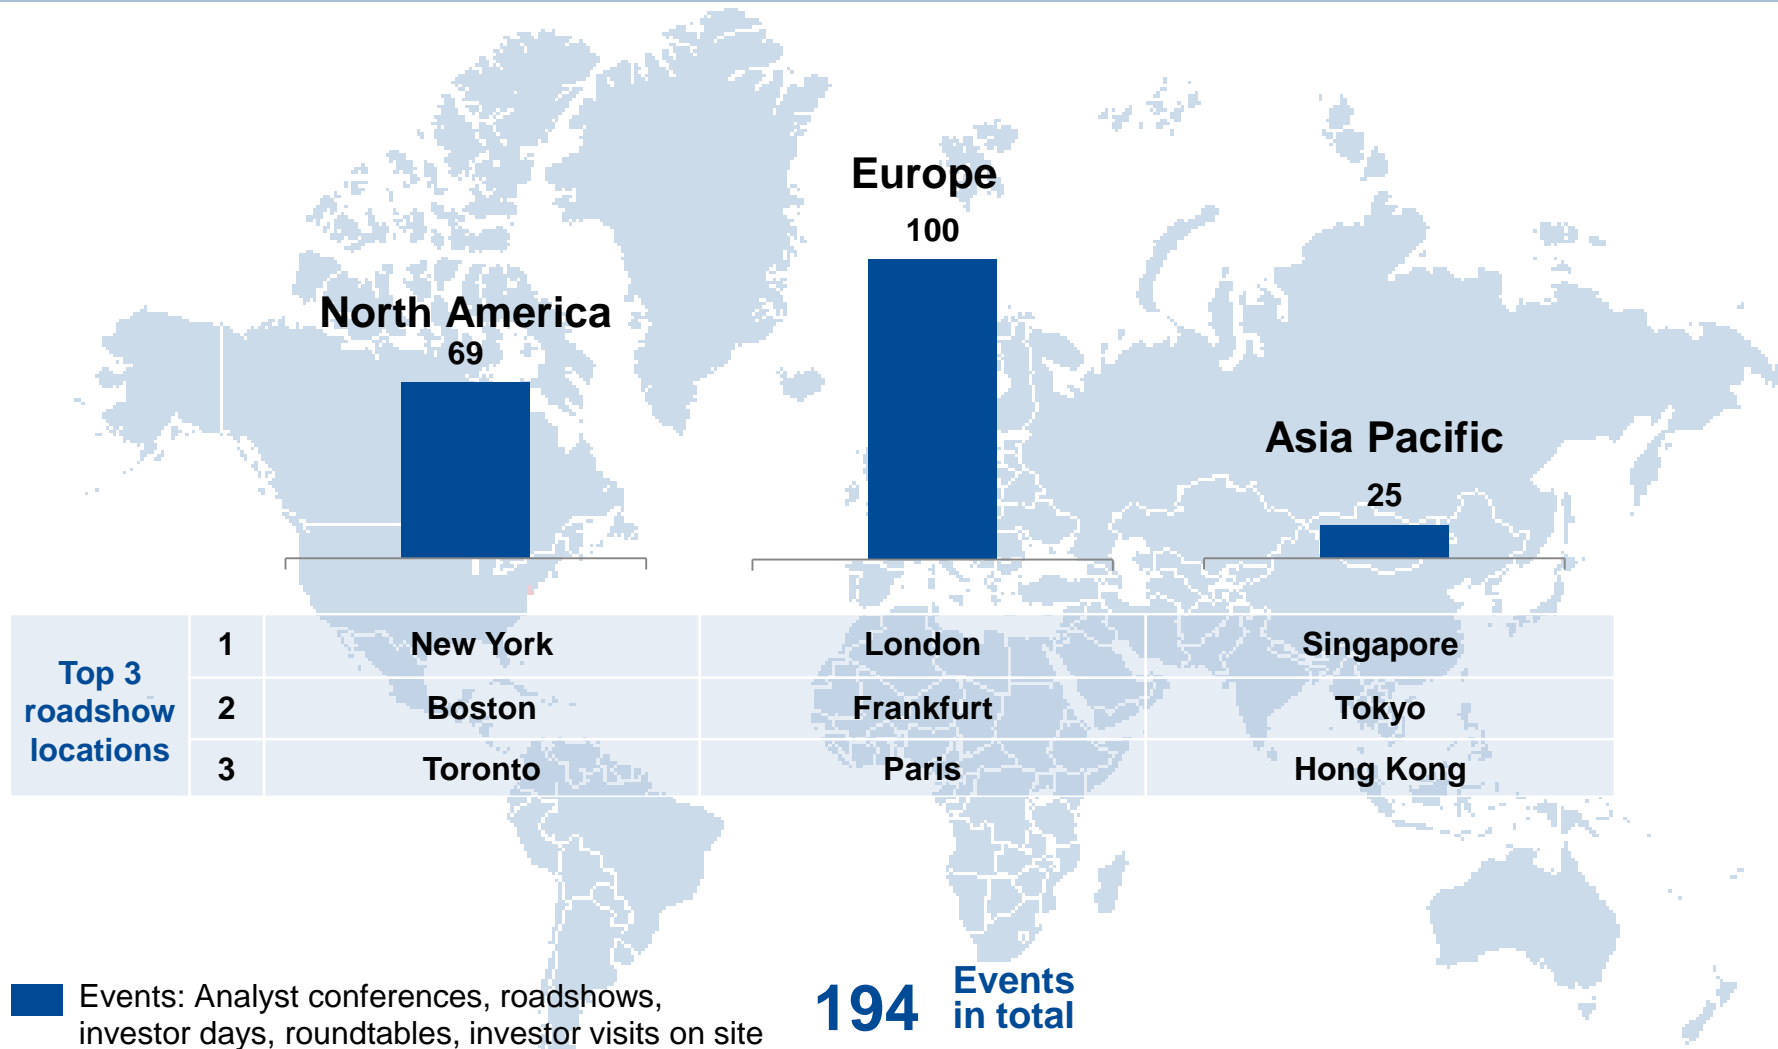 Europe
100
North America
69
Asia Pacific
25
Top 3
roadshow
locations
1 New York London Singapore
2 Boston Frankfurt Tokyo
3 Toronto Paris Hong Kong
Events: Analyst conferences, roadshows,
investor days, roundtables, investor visits on site
194
Events
in total